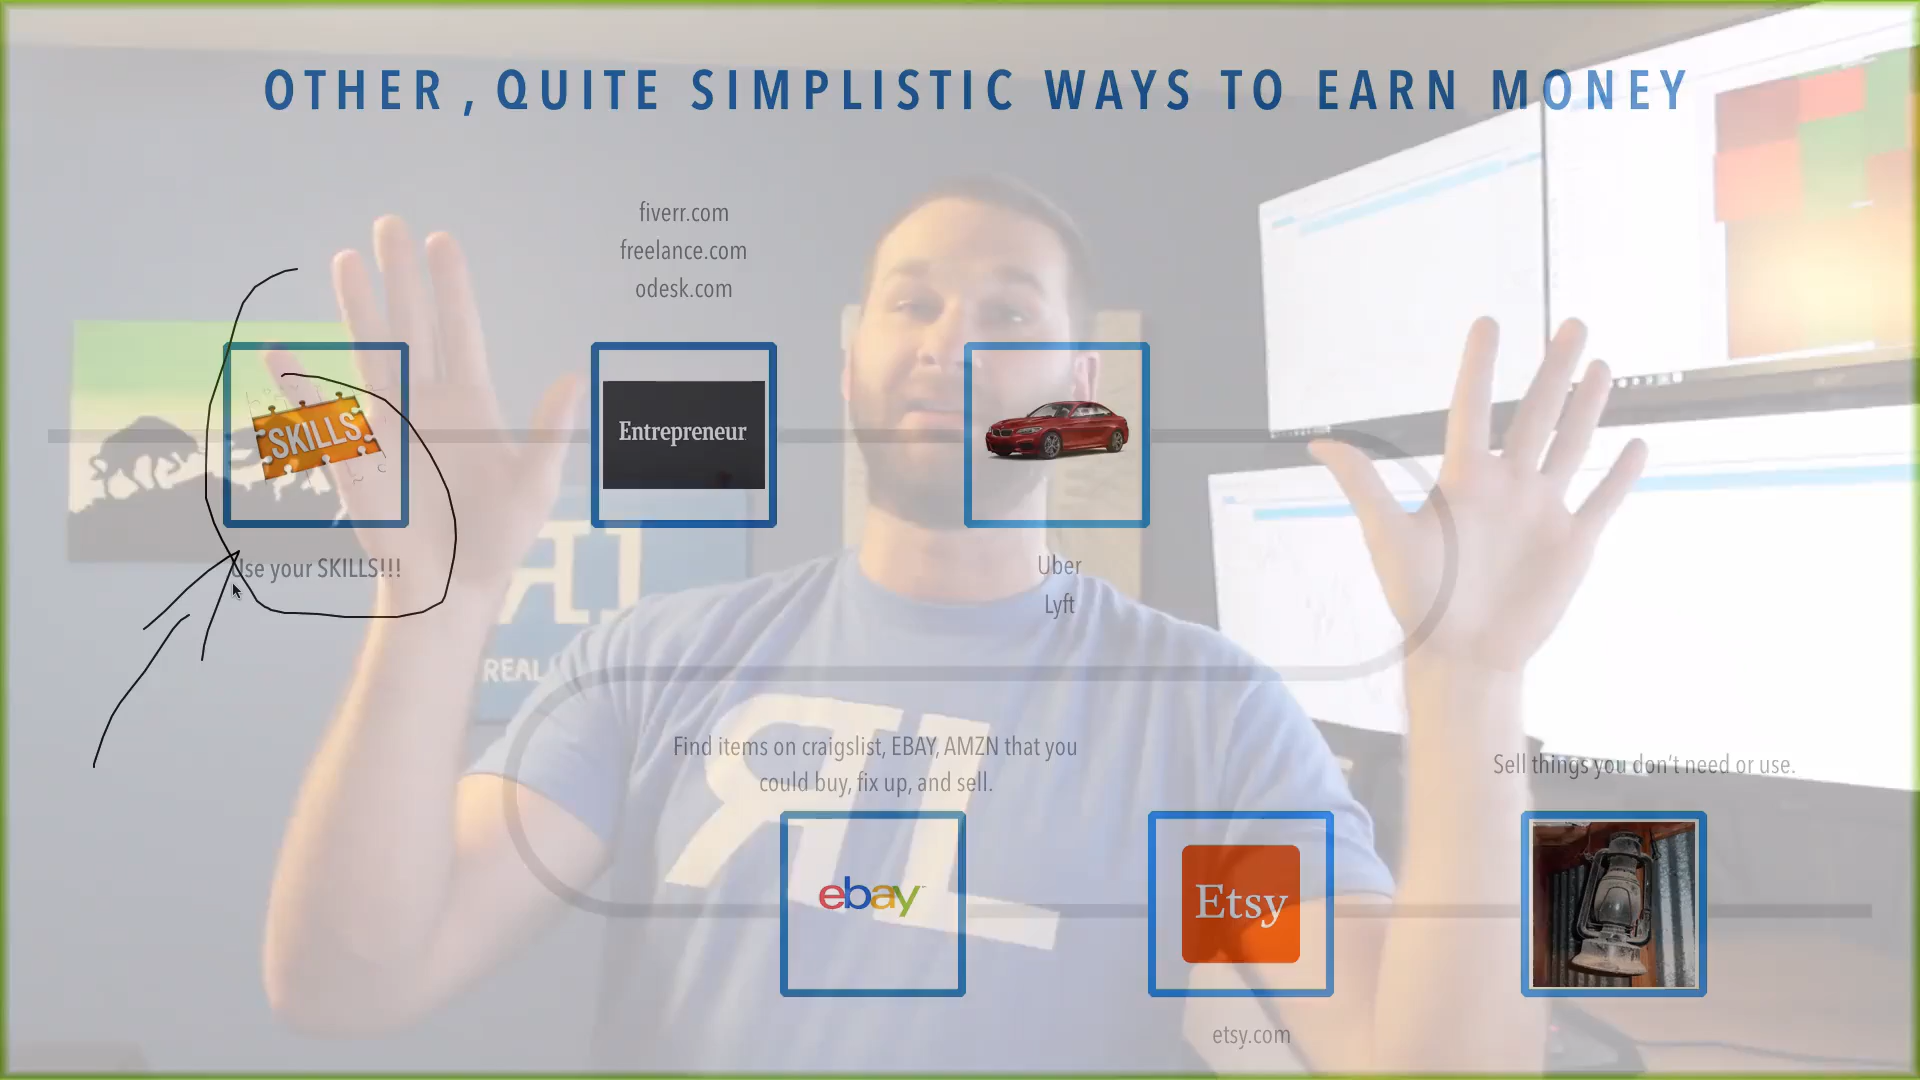 OTHER , QUITE SIMPLISTIC WAYS TO EARN MONEY
fiverr.com
freelance.com
odesk.com
SKILLS
Entrepreneur
Use your SKILLS!!!
Uber
Lyft
REAL
RL
Find items on craigslist, EBAY, AMZN that you
could buy, fix up, and sell.
Sell things you don't need or use.
ebay
Etsy
etsy.com